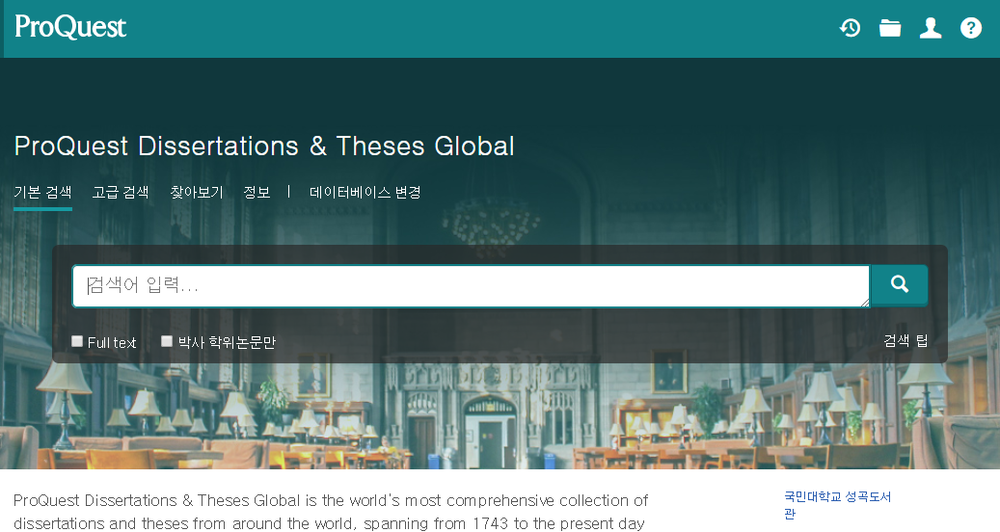 ProQuest
ProQuest Dissertations & Theses Global
기본 검색 고급 검색 찾아보기 정보 | 데이터베이스 변경
검색어 입력...
Full text 박사 학위논문만 검색 팁
ProQuest Dissertations & Theses Global is the world's most comprehensive collection of
dissertations and theses from around the world, spanning from 1743 to the present day
국민대학교 성곡도서
관